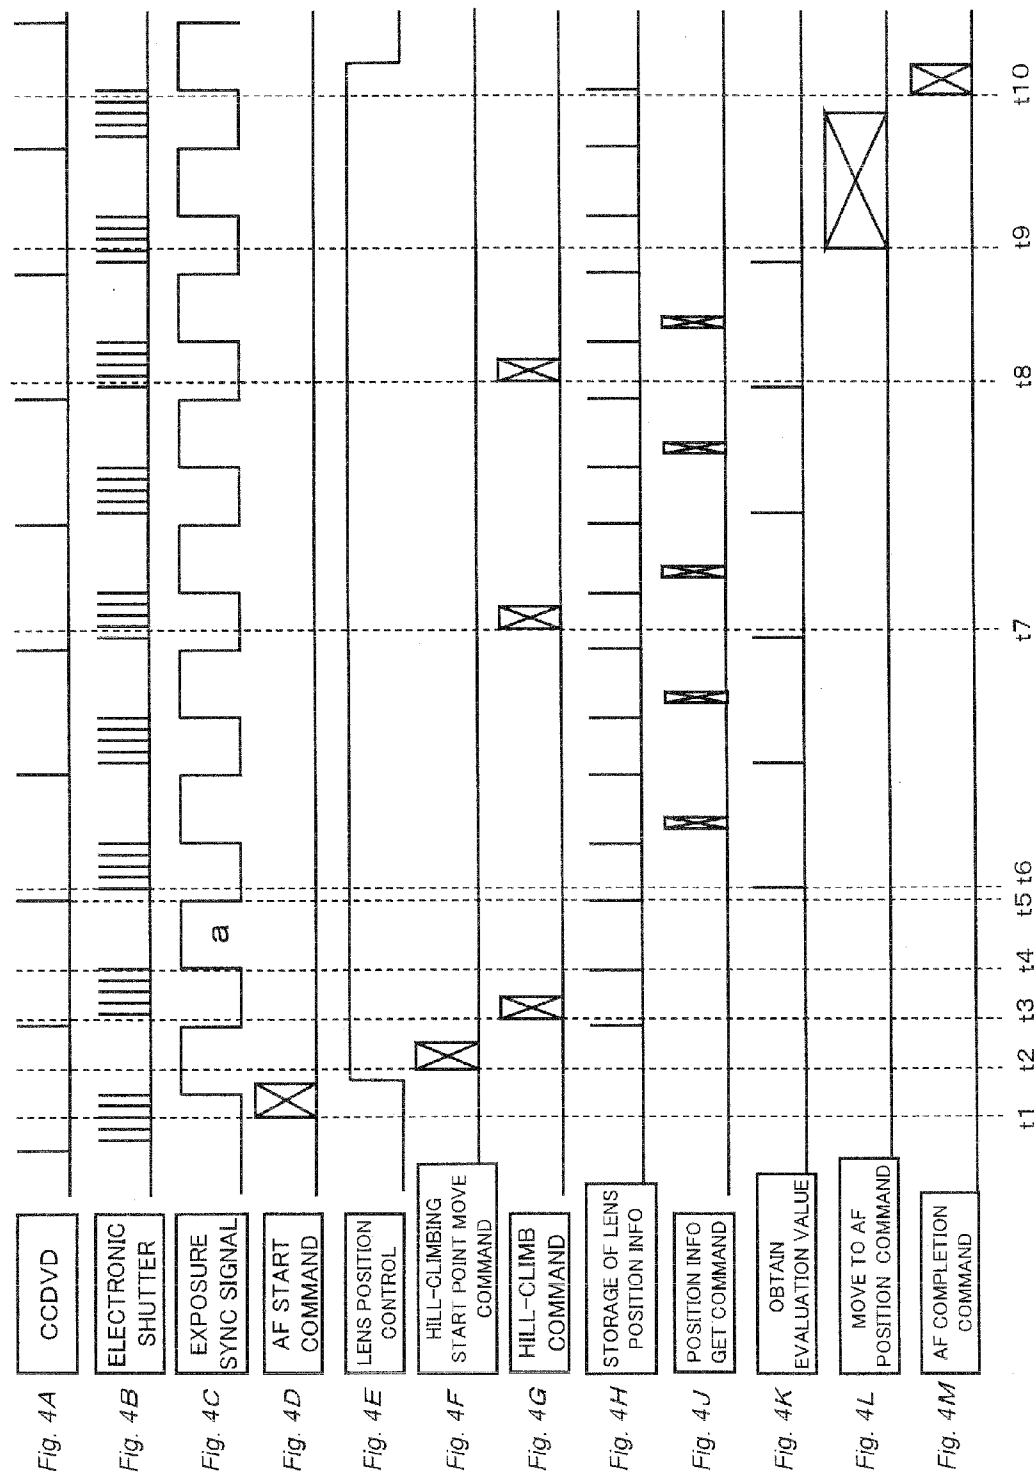 Fig. 4A
CCDVD
Fig. 4B
ELECTRONIC
SHUTTER
Fig. 4C
EXPOSURE
SYNC SIGNAL
a
Fig. 4D
AF START
COMMAND
Fig. 4E
LENS POSITION
CONTROL
Fig. 4F
HILL-CLIMBING
START POINT MOVE
COMMAND
Fig. 4G
HILL-CLIMB
COMMAND
Fig. 4H
STORAGE OF LENS
POSITION INFO
Fig. 4J
POSITION INFO
GET COMMAND
Fig. 4K
OBTAIN
EVALUATION VALUE
Fig. 4L
MOVE TO AF
POSITION COMMAND
Fig. 4M
AF COMPLETION
COMMAND
t1 t2 t3 t4 t5 t6 t7 t8 t9 t10